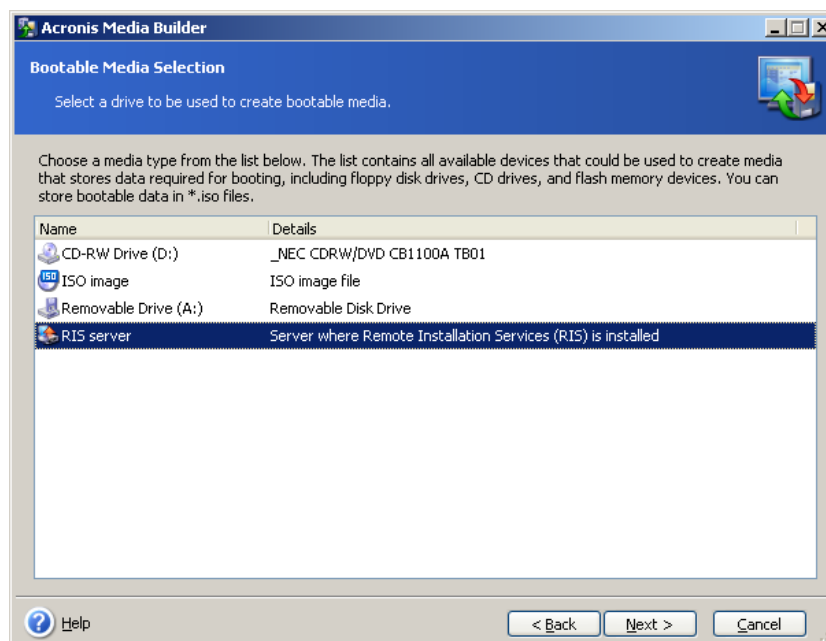 Acronis Media Builder
Bootable Media Selection
Select a drive to be used to create bootable media.
Choose a media type from the list below. The list contains all available devices that could be used to create media
that stores data required for booting, including floppy disk drives, CD drives, and flash memory devices. You can
store bootable data in *.iso files.
Name Details
CD-RW Drive (D:) _NEC CDRW/DVD CB1100A TB01
ISO ISO image ISO image file
Removable Drive (A:) Removable Disk Drive
RIS server Server where Remote Installation Services (RIS) is installed
? Help < Back Next > Cancel